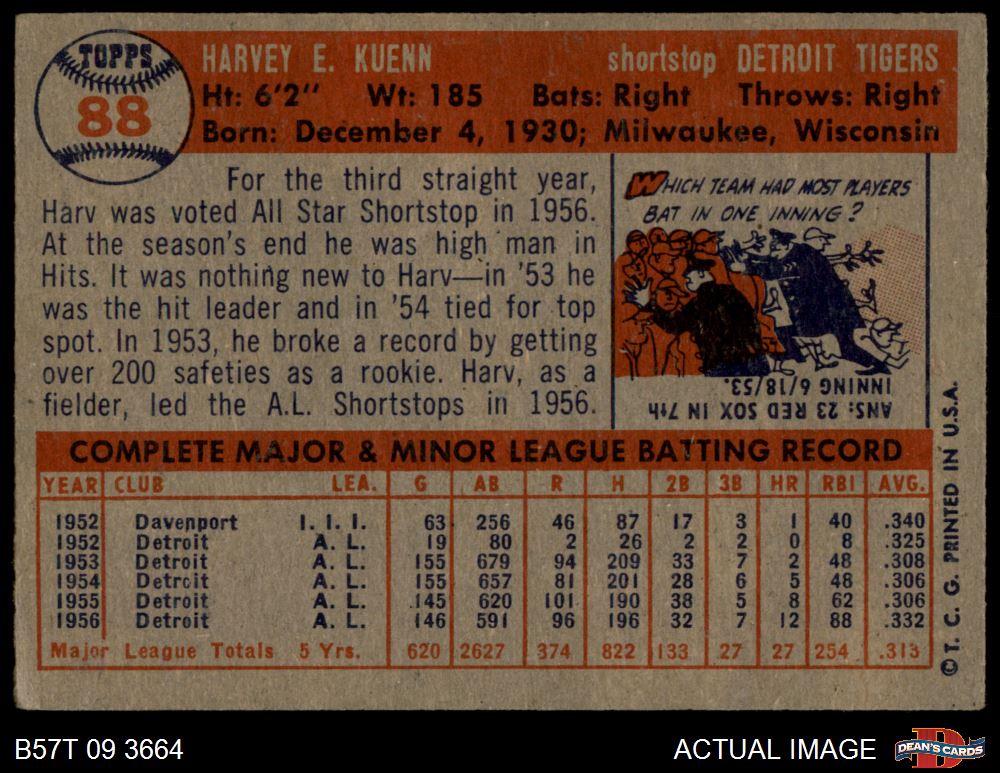 TOPPS
88
HARVEY E. KUENN shortstop DETROIT TIGERS
Ht: 6'2" Wt: 185 Bats: Right Throws: Right
Born: December 4, 1930; Milwaukee, Wisconsin
For the third straight year,
Harv was voted All Star Shortstop in 1956.
At the season's end he was high man in
Hits. It was nothing new to Harv—in '53 he
was the hit leader and in '54 tied for top
spot. In 1953, he broke a record by getting
over 200 safeties as a rookie. Harv, as a
fielder, led the A.L. Shortstops in 1956.
WHICH TEAM HAD MOST PLAYERS
BAT IN ONE INNING?
ANS: 23 RED SOX IN 7th
INNING 6/18/53.
COMPLETE MAJOR & MINOR LEAGUE BATTING RECORD
YEAR CLUB LEA. G AB R H 2B 3B HR RBI AVG.
1952 Davenport I. I. I. 63 256 46 87 17 3 1 40 .340
1952 Detroit A. L. 19 80 2 26 2 2 0 8 .325
1953 Detroit A. L. 155 679 94 209 33 7 2 48 .308
1954 Detroit A. L. 155 657 81 201 28 6 5 48 .306
1955 Detroit A. L. 145 620 101 190 38 5 8 62 .306
1956 Detroit A. L. 146 591 96 196 32 7 12 88 .332
Major League Totals 5 Yrs. 620 2627 374 822 133 27 27 254 .313
© T. C. G. PRINTED IN U.S.A.
B57T 09 3664 ACTUAL IMAGE
D
DEAN'S CARDS